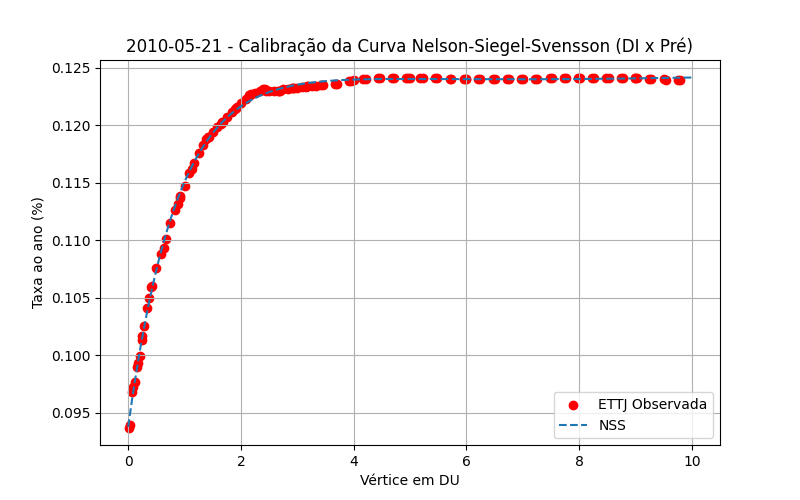 2010-05-21 - Calibração da Curva Nelson-Siegel-Svensson (DI x Pré)
Taxa ao ano (%)
0.125
0.120
0.115
0.110
0.105
0.100
0.095
0 2 4 6 8 10
Vértice em DU
ETTJ Observada
NSS